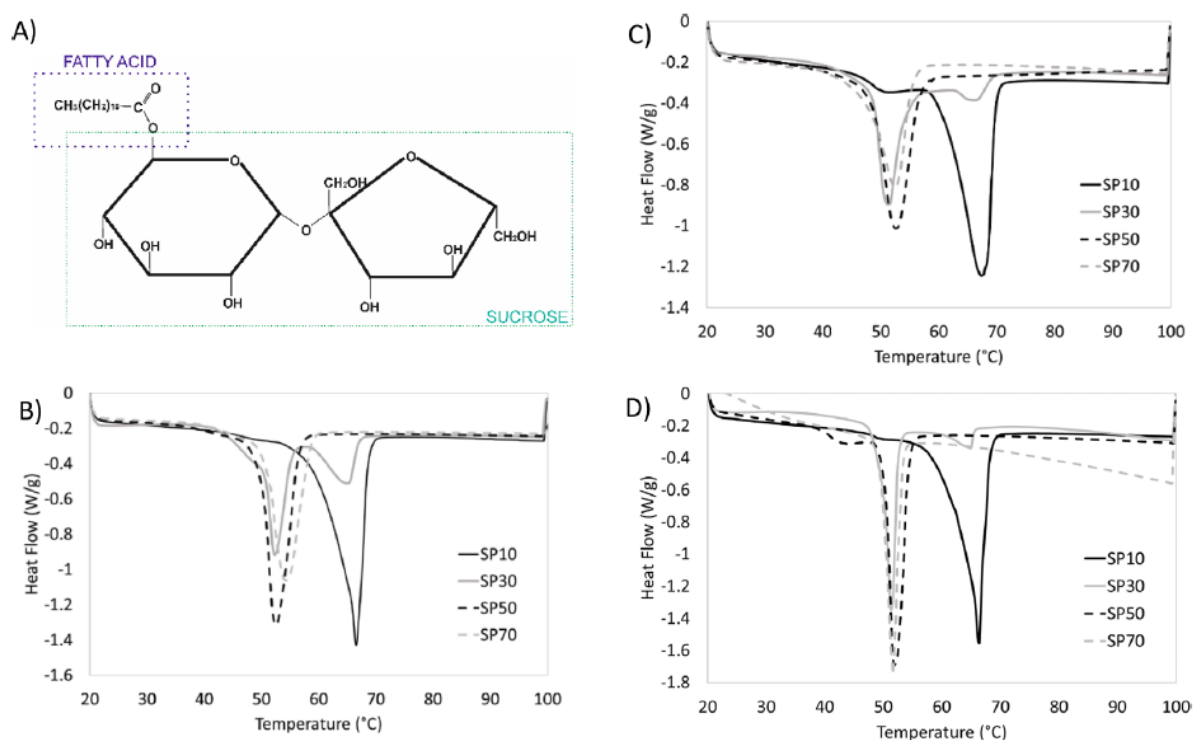 A)
FATTY ACID
O
CH₃(CH₂)₁₆—C
O
O
O
CH₂OH
O
CH₂OH
OH
OH
OH
OH
OH
SUCROSE
B)
0
-0.2
-0.4
-0.6
-0.8
-1
-1.2
-1.4
-1.6
Heat Flow (W/g)
SP10
SP30
SP50
SP70
20 30 40 50 60 70 80 90 100
Temperature (°C)
C)
0
-0.2
-0.4
-0.6
-0.8
-1
-1.2
-1.4
Heat Flow (W/g)
SP10
SP30
SP50
SP70
20 30 40 50 60 70 80 90 100
Temperature (°C)
D)
0
-0.2
-0.4
-0.6
-0.8
-1
-1.2
-1.4
-1.6
-1.8
Heat Flow (W/g)
SP10
SP30
SP50
SP70
20 30 40 50 60 70 80 90 100
Temperature (°C)